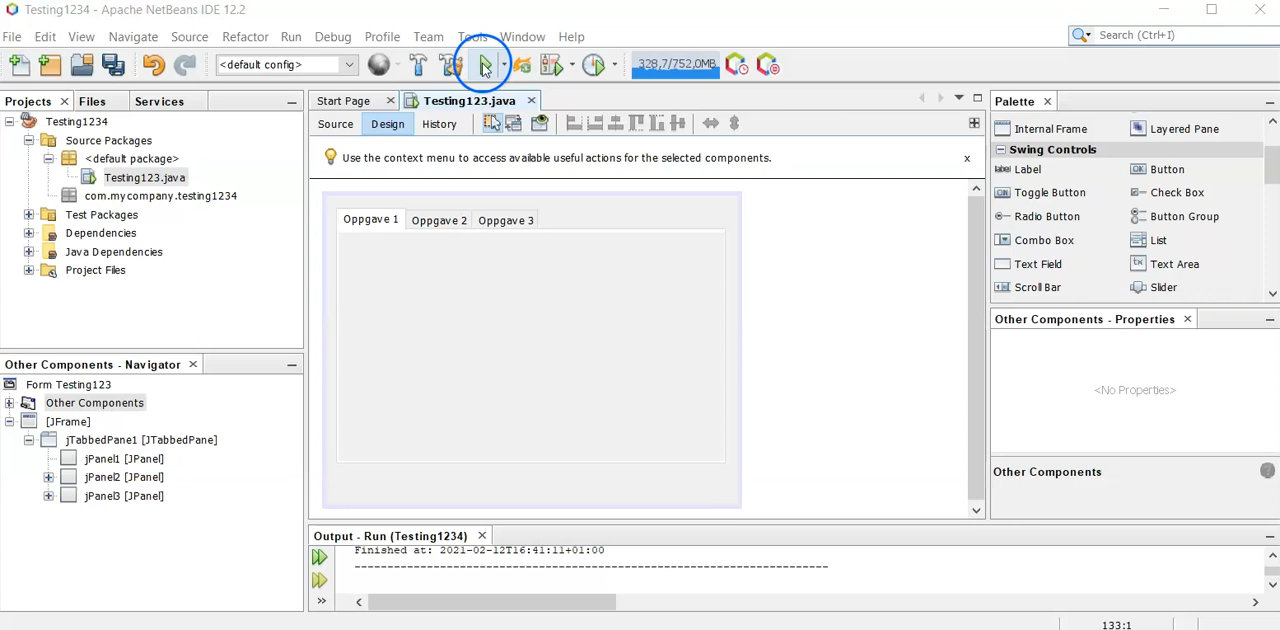 Testing1234 - Apache NetBeans IDE 12.2
File Edit View Navigate Source Refactor Run Debug Profile Team Tools Window Help
Search (Ctrl+I)
<default config>
328,7/752,0MB
Projects Files Services
Testing1234
Source Packages
<default package>
Testing123.java
com.mycompany.testing1234
Test Packages
Dependencies
Java Dependencies
Project Files
Other Components - Navigator
Form Testing123
Other Components
[JFrame]
jTabbedPane1 [JTabbedPane]
jPanel1 [JPanel]
jPanel2 [JPanel]
jPanel3 [JPanel]
Start Page Testing123.java
Source Design History
Use the context menu to access available useful actions for the selected components. x
Oppgave 1 Oppgave 2 Oppgave 3
Output - Run (Testing1234)
Finished at: 2021-02-12T16:41:11+01:00
------------------------------------------------------------------------
Palette
Internal Frame Layered Pane
Swing Controls
label Label OK Button
OK Toggle Button Check Box
Radio Button Button Group
Combo Box List
Text Field tx Text Area
Scroll Bar Slider
Other Components - Properties
<No Properties>
Other Components
?
133:1